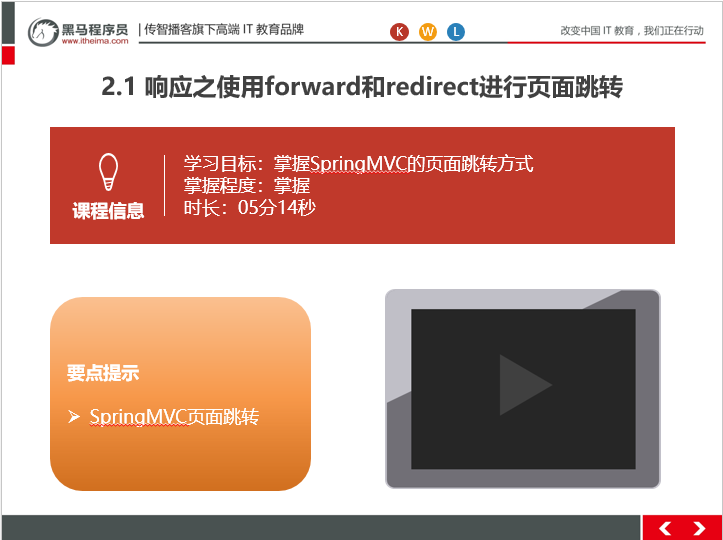 黑马程序员
www.itheima.com
传智播客旗下高端 IT 教育品牌
K W L
改变中国 IT 教育，我们正在行动
2.1 响应之使用forward和redirect进行页面跳转
课程信息
学习目标：掌握SpringMVC的页面跳转方式
掌握程度：掌握
时长：05分14秒
要点提示
➢ SpringMVC页面跳转